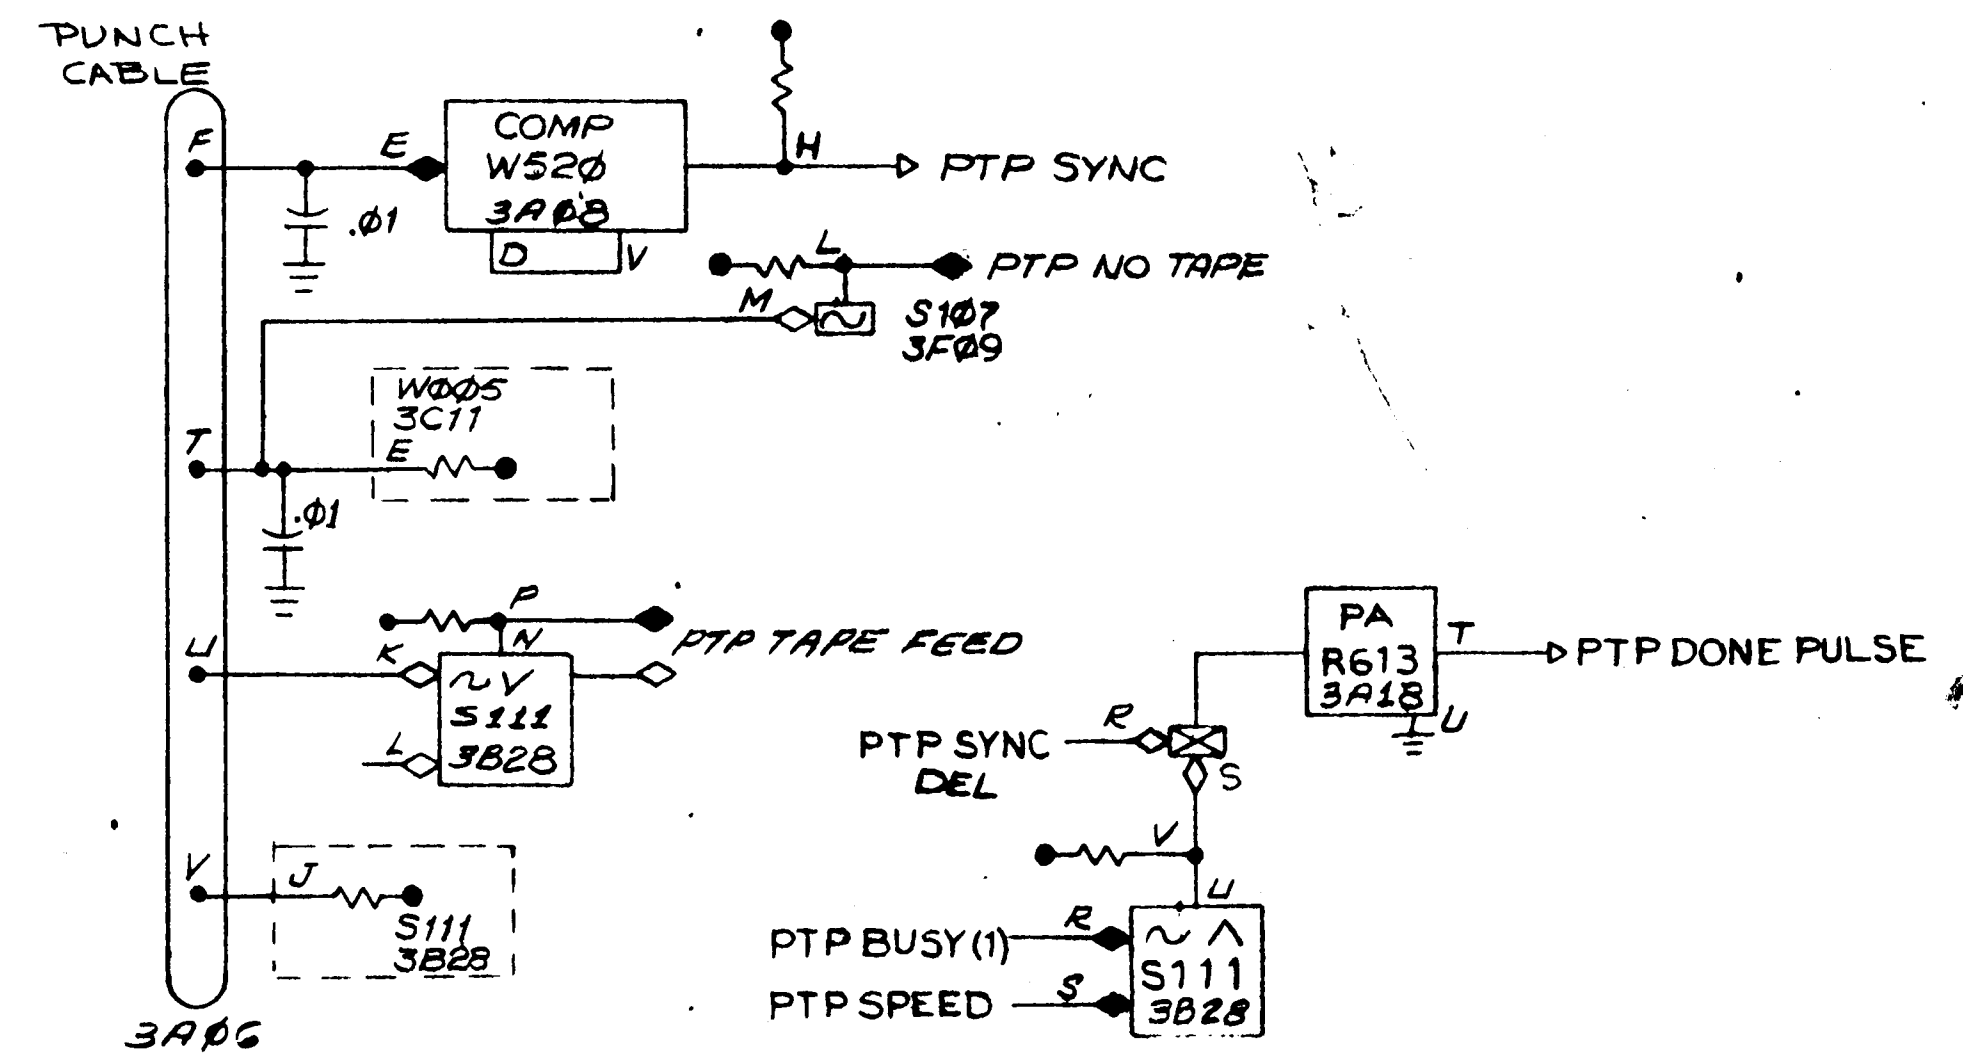 PUNCH
CABLE
F
E
COMP
W52Ø
3AØ8
D
V
H
PTP SYNC
.Ø1
L
PTP NO TAPE
M
S1Ø7
3FØ9
T
WØØ5
3C11
E
.Ø1
U
K
P
N
PTP TAPE FEED
~V
S111
3B28
L
V
J
S111
3B28
3AØ6
PA
R613
3A18
T
PTP DONE PULSE
U
PTP SYNC
DEL
R
S
V
U
PTP BUSY(1)
R
~Λ
S111
3B28
PTP SPEED
S